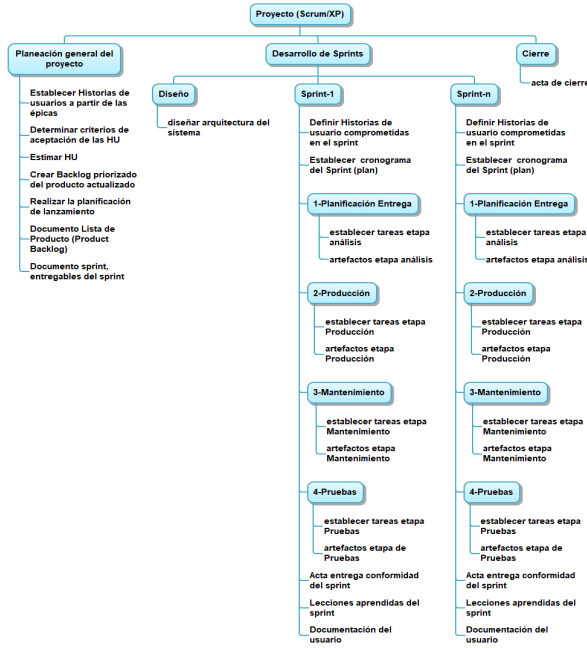 Proyecto (Scrum/XP)
Planeación general del
proyecto
Establecer Historias de
usuarios a partir de las
épicas
Determinar criterios de
aceptación de las HU
Estimar HU
Crear Backlog priorizado
del producto actualizado
Realizar la planificación
de lanzamiento
Documento Lista de
Producto (Product
Backlog)
Documento sprint,
entregables del sprint
Desarrollo de Sprints
Diseño
diseñar arquitectura del
sistema
Sprint-1
Definir Historias de
usuario comprometidas
en el sprint
Establecer cronograma
del Sprint (plan)
1-Planificación Entrega
establecer tareas etapa
análisis
artefactos etapa análisis
2-Producción
establecer tareas etapa
Producción
artefactos etapa
Producción
3-Mantenimiento
establecer tareas etapa
Mantenimiento
artefactos etapa
Mantenimiento
4-Pruebas
establecer tareas etapa
Pruebas
artefactos etapa de
Pruebas
Acta entrega conformidad
del sprint
Lecciones aprendidas del
sprint
Documentación del
usuario
Sprint-n
Definir Historias de
usuario comprometidas
en el sprint
Establecer cronograma
del Sprint (plan)
1-Planificación Entrega
establecer tareas etapa
análisis
artefactos etapa análisis
2-Producción
establecer tareas etapa
Producción
artefactos etapa
Producción
3-Mantenimiento
establecer tareas etapa
Mantenimiento
artefactos etapa
Mantenimiento
4-Pruebas
establecer tareas etapa
Pruebas
artefactos etapa de
Pruebas
Acta entrega conformidad
del sprint
Lecciones aprendidas del
sprint
Documentación del
usuario
Cierre
acta de cierre